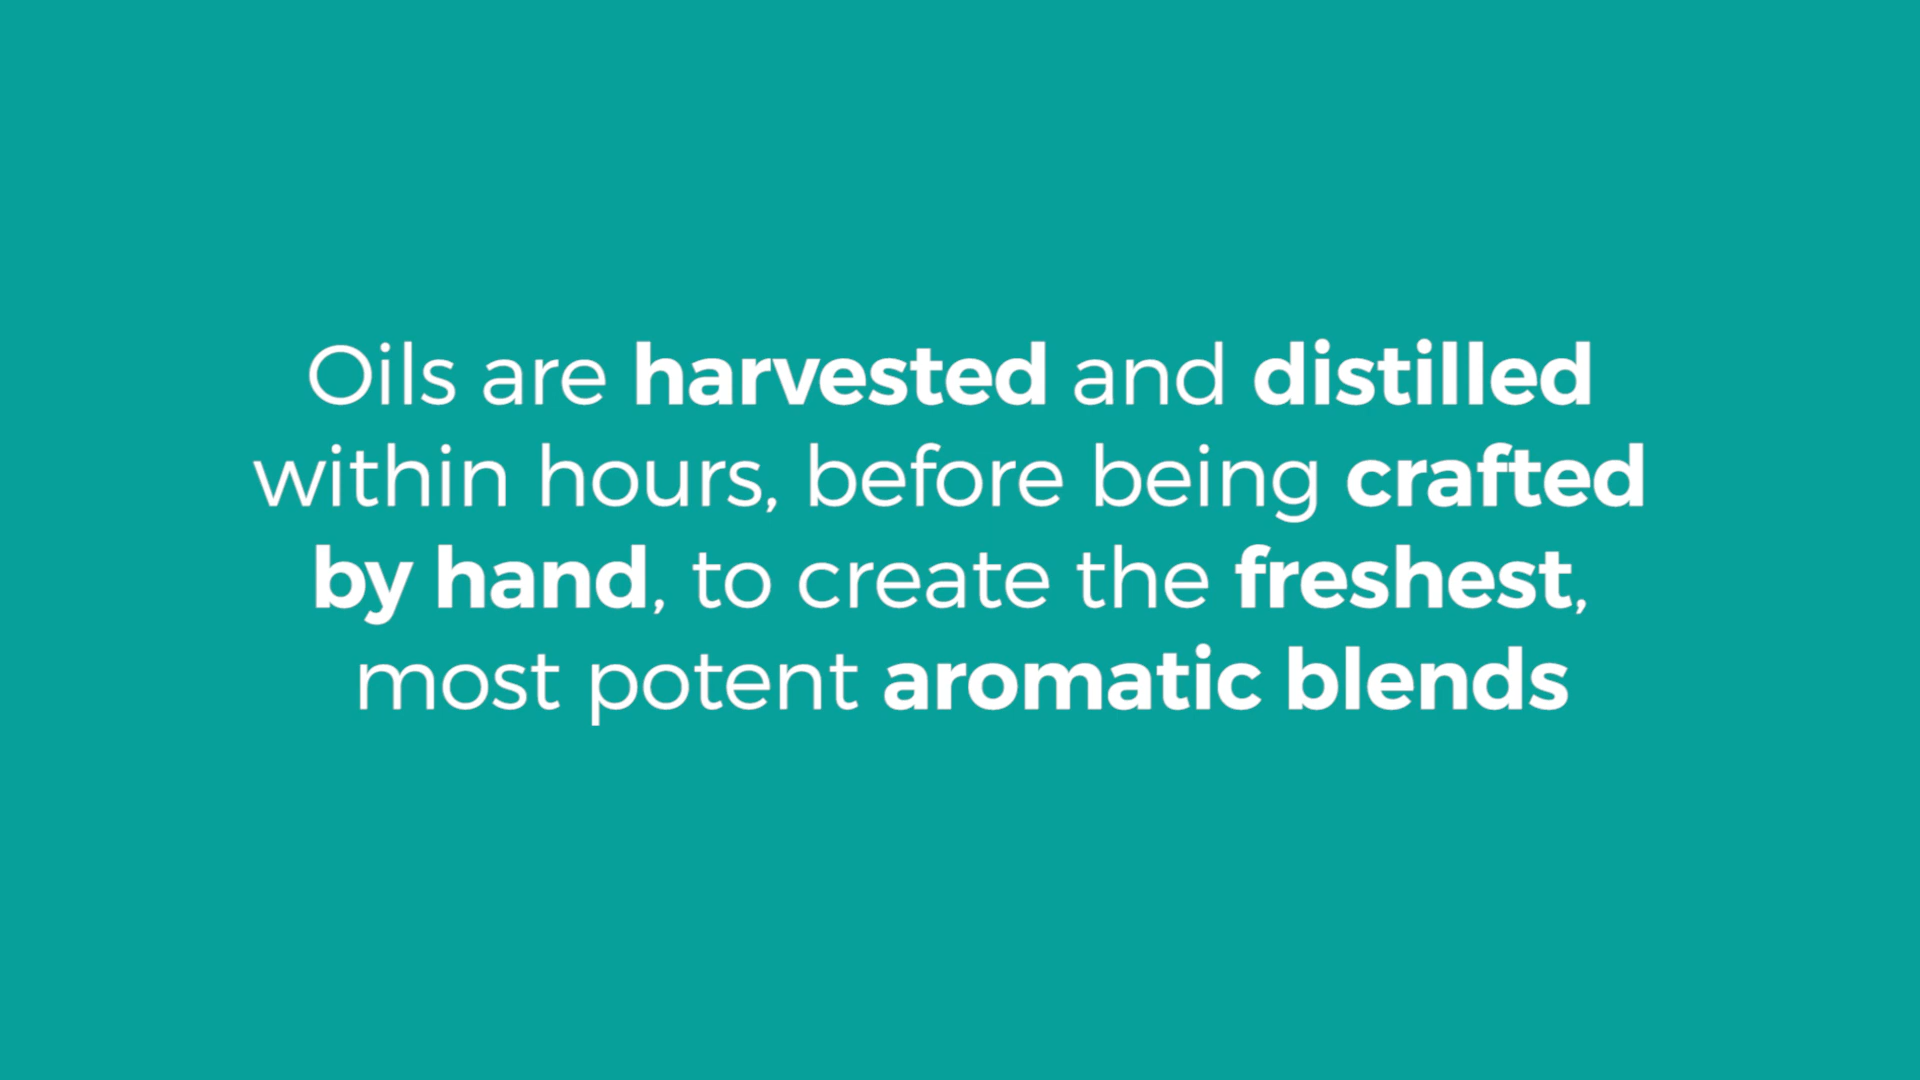 Oils are harvested and distilled
within hours, before being crafted
by hand, to create the freshest,
most potent aromatic blends